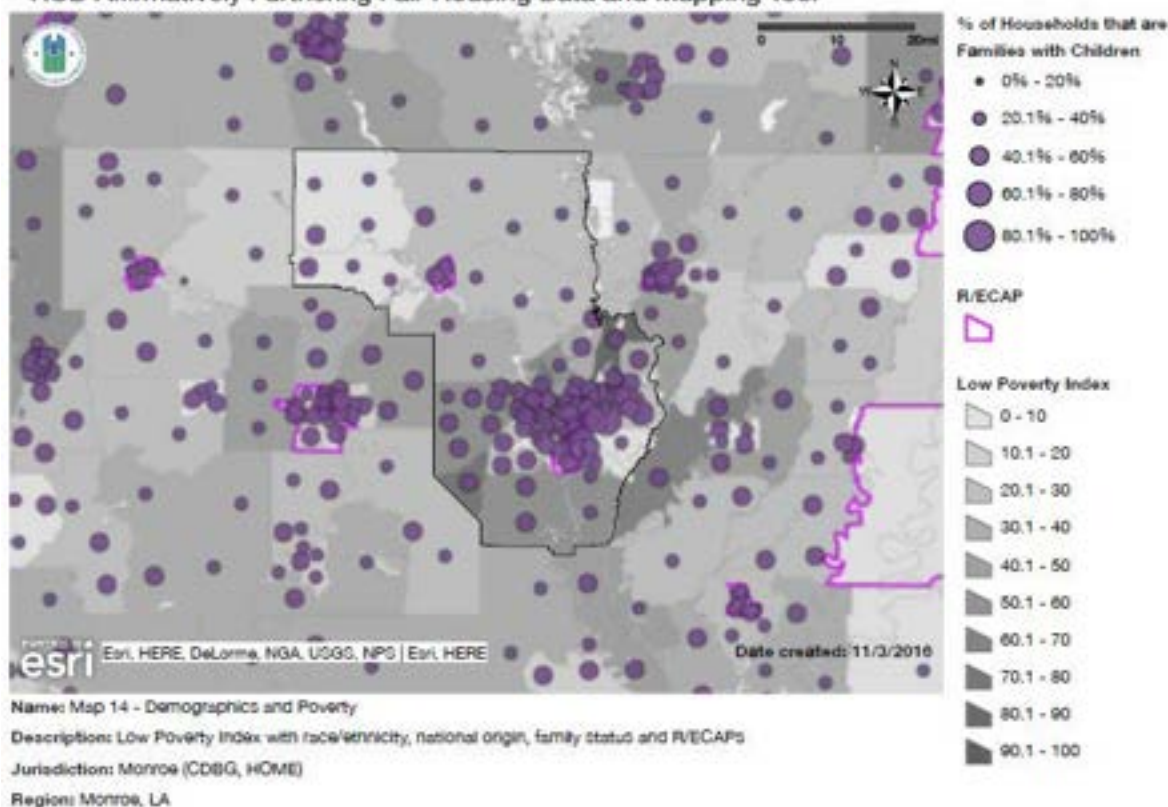 0 10 20mi
N
W E
S
esri Esri, HERE, DeLorme, NGA, USGS, NPS | Esri, HERE
Date created: 11/3/2016
% of Households that are
Families with Children
0% - 20%
20.1% - 40%
40.1% - 60%
60.1% - 80%
80.1% - 100%
R/ECAP
Low Poverty Index
0 - 10
10.1 - 20
20.1 - 30
30.1 - 40
40.1 - 50
50.1 - 60
60.1 - 70
70.1 - 80
80.1 - 90
90.1 - 100
Name: Map 14 - Demographics and Poverty
Description: Low Poverty Index with race/ethnicity, national origin, family status and R/ECAPs
Jurisdiction: Monroe (CDBG, HOME)
Region: Monroe, LA